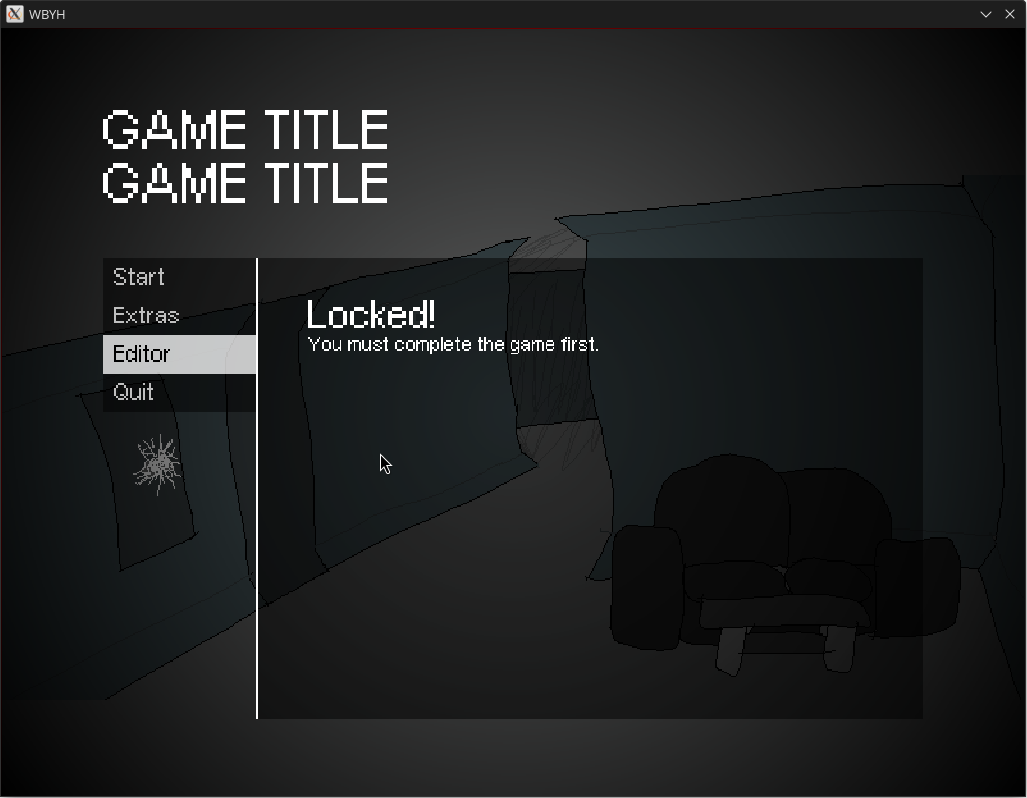 WBYH
GAME TITLE
GAME TITLE
Start
Extras
Editor
Quit
Locked!
You must complete the game first.